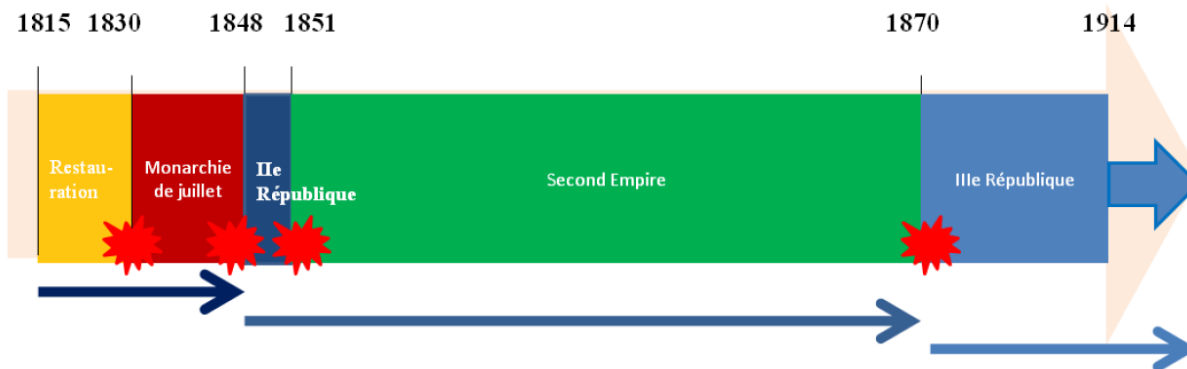 1815 1830 1848 1851 1870 1914
Restau-
ration
Monarchie
de juillet
IIe
République
Second Empire
IIIe République